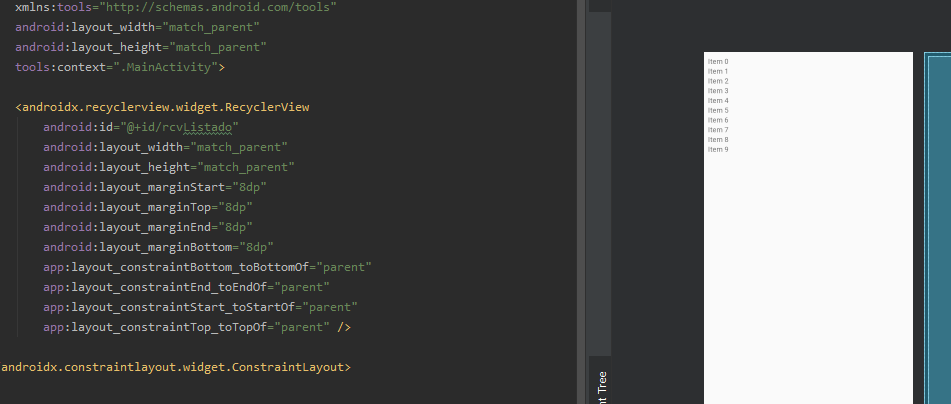 xmlns:tools="http://schemas.android.com/tools"
android:layout_width="match_parent"
android:layout_height="match_parent"
tools:context=".MainActivity">
<androidx.recyclerview.widget.RecyclerView
android:id="@+id/rcvListado"
android:layout_width="match_parent"
android:layout_height="match_parent"
android:layout_marginStart="8dp"
android:layout_marginTop="8dp"
android:layout_marginEnd="8dp"
android:layout_marginBottom="8dp"
app:layout_constraintBottom_toBottomOf="parent"
app:layout_constraintEnd_toEndOf="parent"
app:layout_constraintStart_toStartOf="parent"
app:layout_constraintTop_toTopOf="parent" />
androidx.constraintlayout.widget.ConstraintLayout>
Item 0
Item 1
Item 2
Item 3
Item 4
Item 5
Item 6
Item 7
Item 8
Item 9
Tree